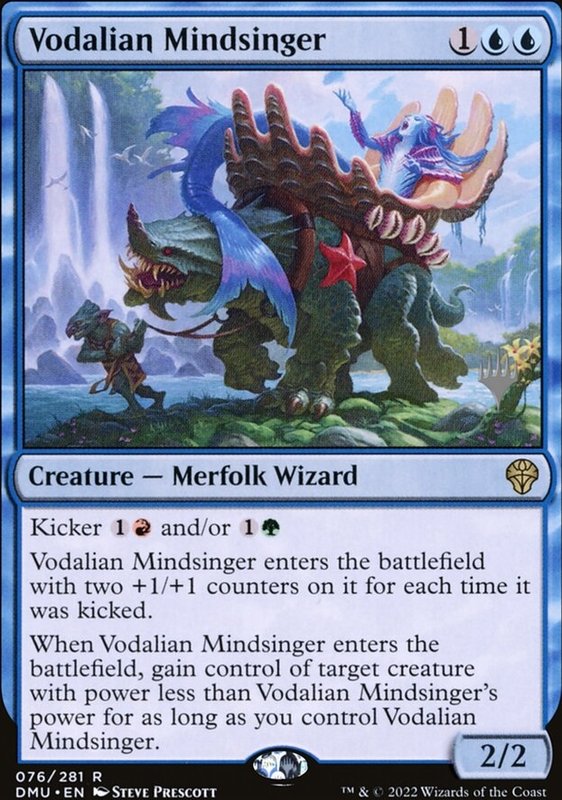 Vodalian Mindsinger 1
Creature — Merfolk Wizard
Kicker 1 and/or 1
Vodalian Mindsinger enters the battlefield
with two +1/+1 counters on it for each time it
was kicked.
When Vodalian Mindsinger enters the
battlefield, gain control of target creature
with power less than Vodalian Mindsinger's
power for as long as you control Vodalian
Mindsinger.
2/2
076/281 R
DMU • EN Steve Prescott
™ & © 2022 Wizards of the Coast